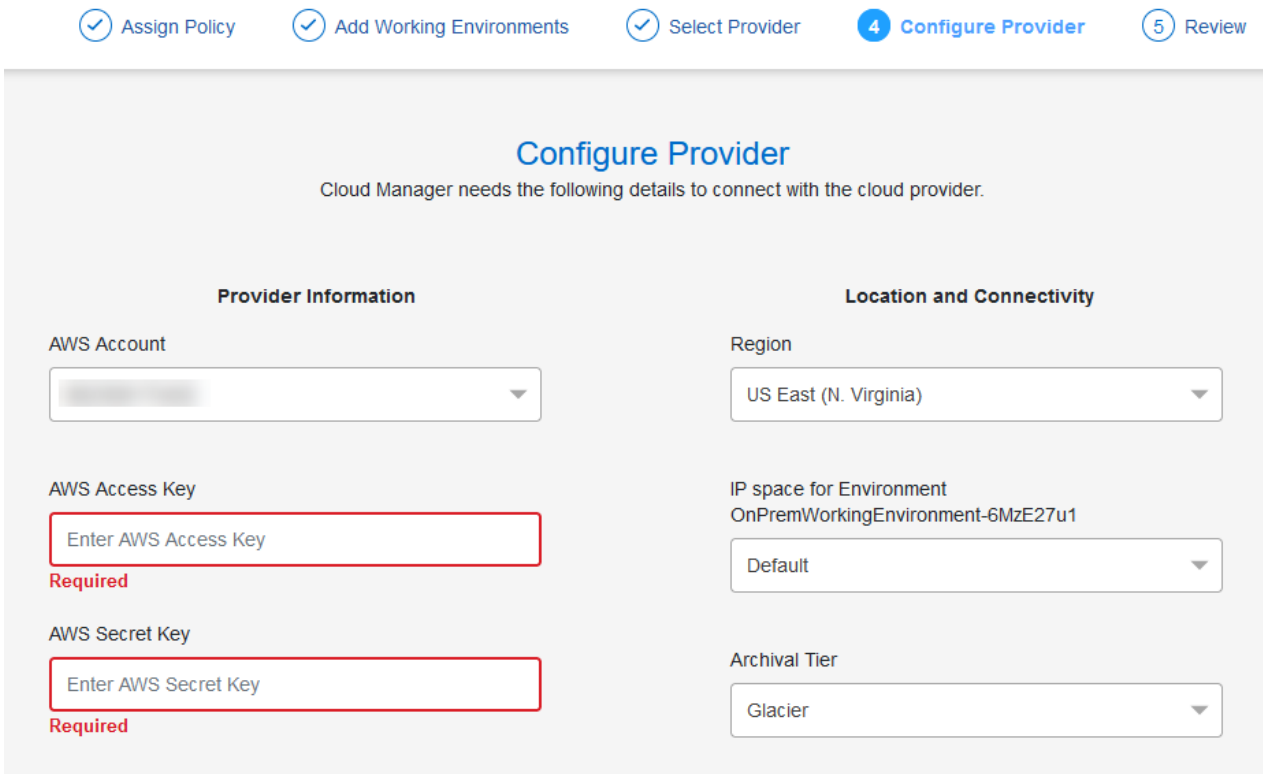 Assign Policy
Add Working Environments
Select Provider
4 Configure Provider
5 Review
Configure Provider
Cloud Manager needs the following details to connect with the cloud provider.
Provider Information
AWS Account
AWS Access Key
Enter AWS Access Key
Required
AWS Secret Key
Enter AWS Secret Key
Required
Location and Connectivity
Region
US East (N. Virginia)
IP space for Environment
OnPremWorkingEnvironment-6MzE27u1
Default
Archival Tier
Glacier